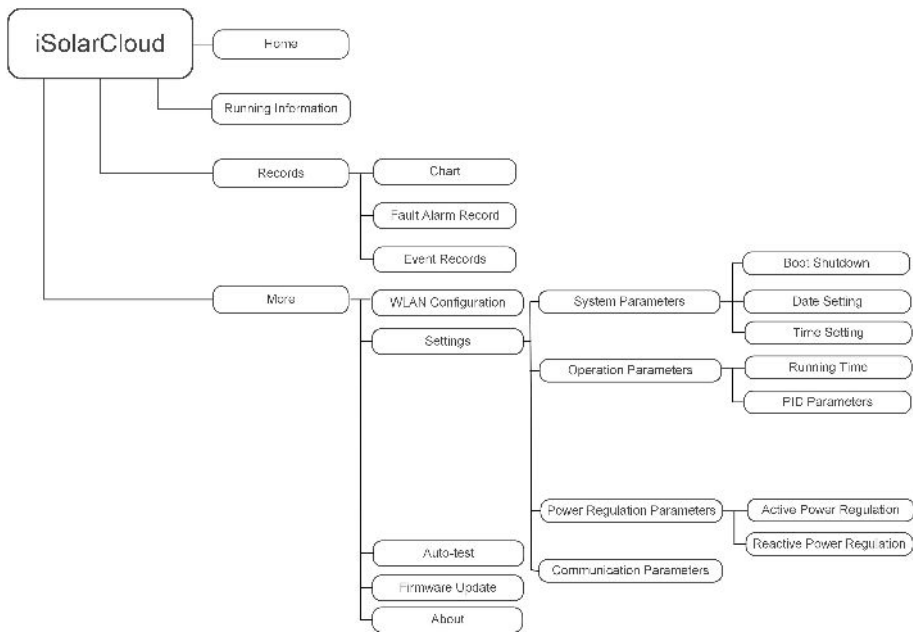 iSolarCloud
Home
Running Information
Records
Chart
Fault Alarm Record
Event Records
More
WLAN Configuration
Settings
System Parameters
Boot Shutdown
Date Setting
Time Setting
Operation Parameters
Running Time
PID Parameters
Power Regulation Parameters
Active Power Regulation
Reactive Power Regulation
Communication Parameters
Auto-test
Firmware Update
About